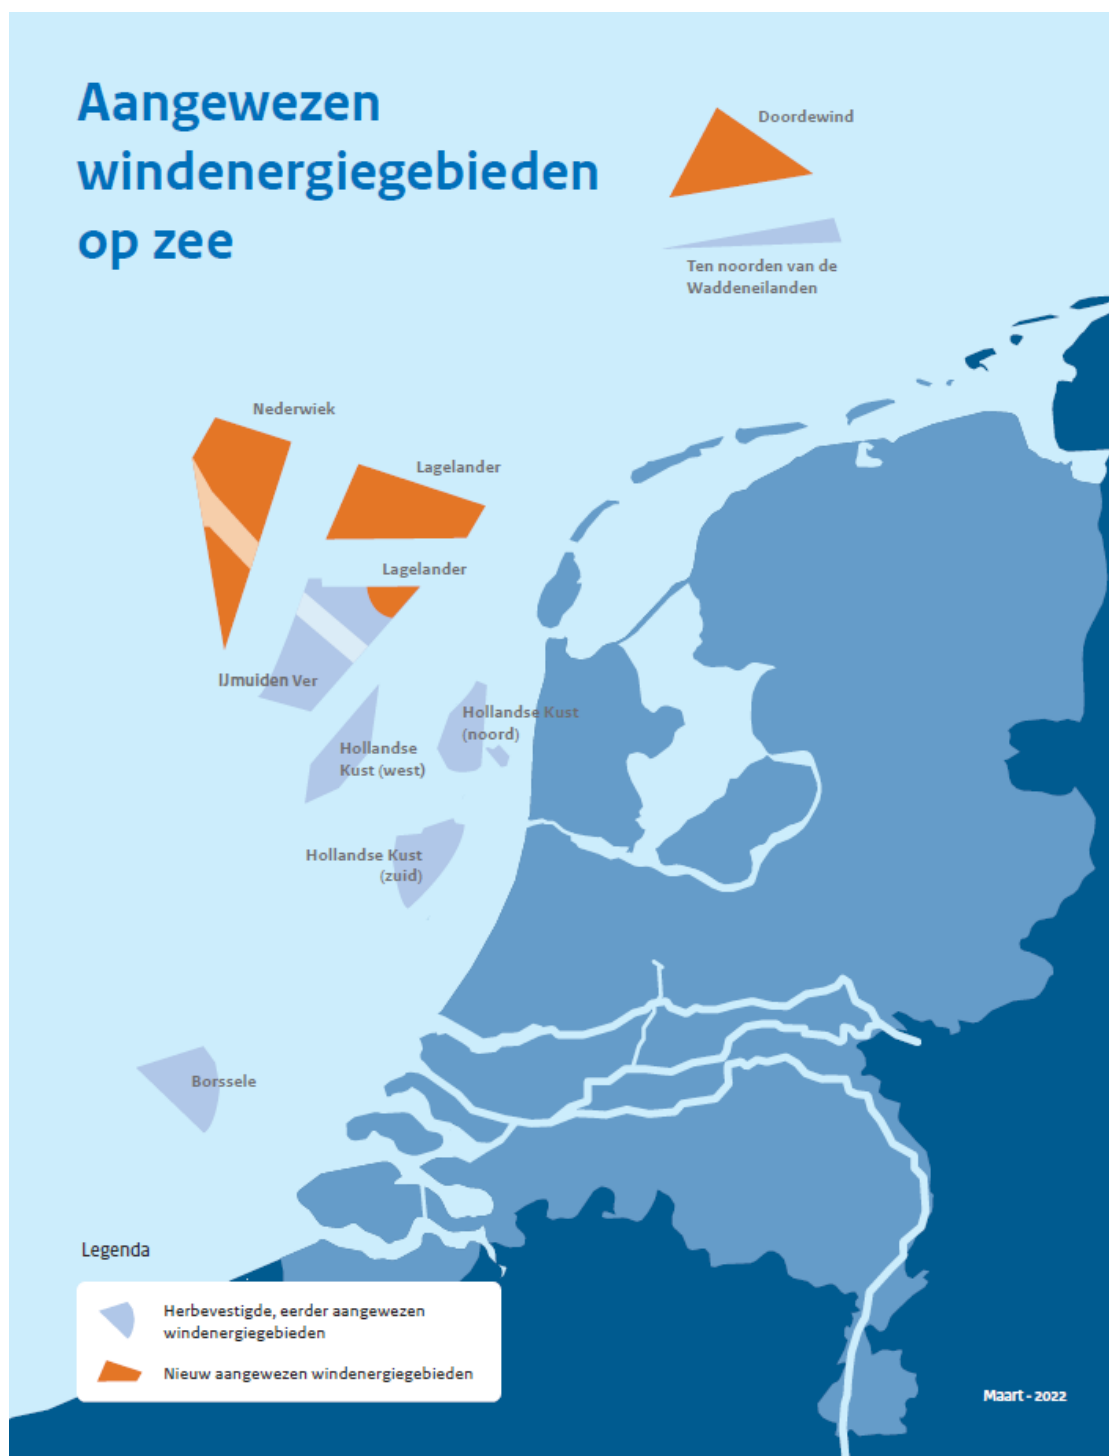 Aangewezen
windenergiegebieden
op zee
Doordewind
Ten noorden van de
Waddeneilanden
Nederwiek
Lagelander
Lagelander
IJmuiden Ver
Hollandse Kust
(noord)
Hollandse
Kust (west)
Hollandse Kust
(zuid)
Borssele
Legenda
Herbevestigde, eerder aangewezen
windenergiegebieden
Nieuw aangewezen windenergiegebieden
Maart - 2022